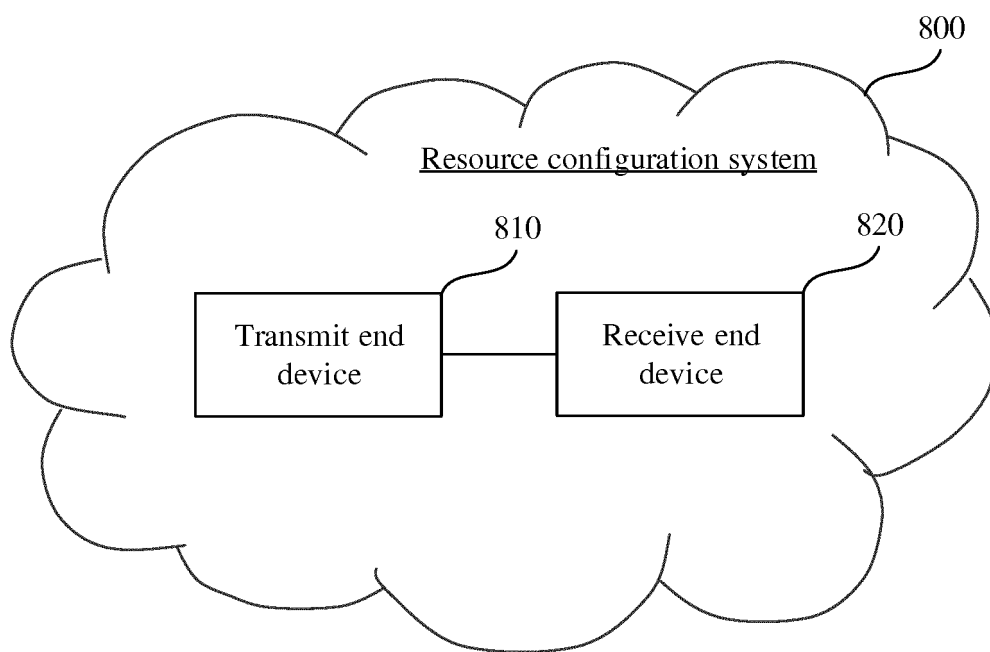 800
Resource configuration system
810
820
Transmit end
device
Receive end
device